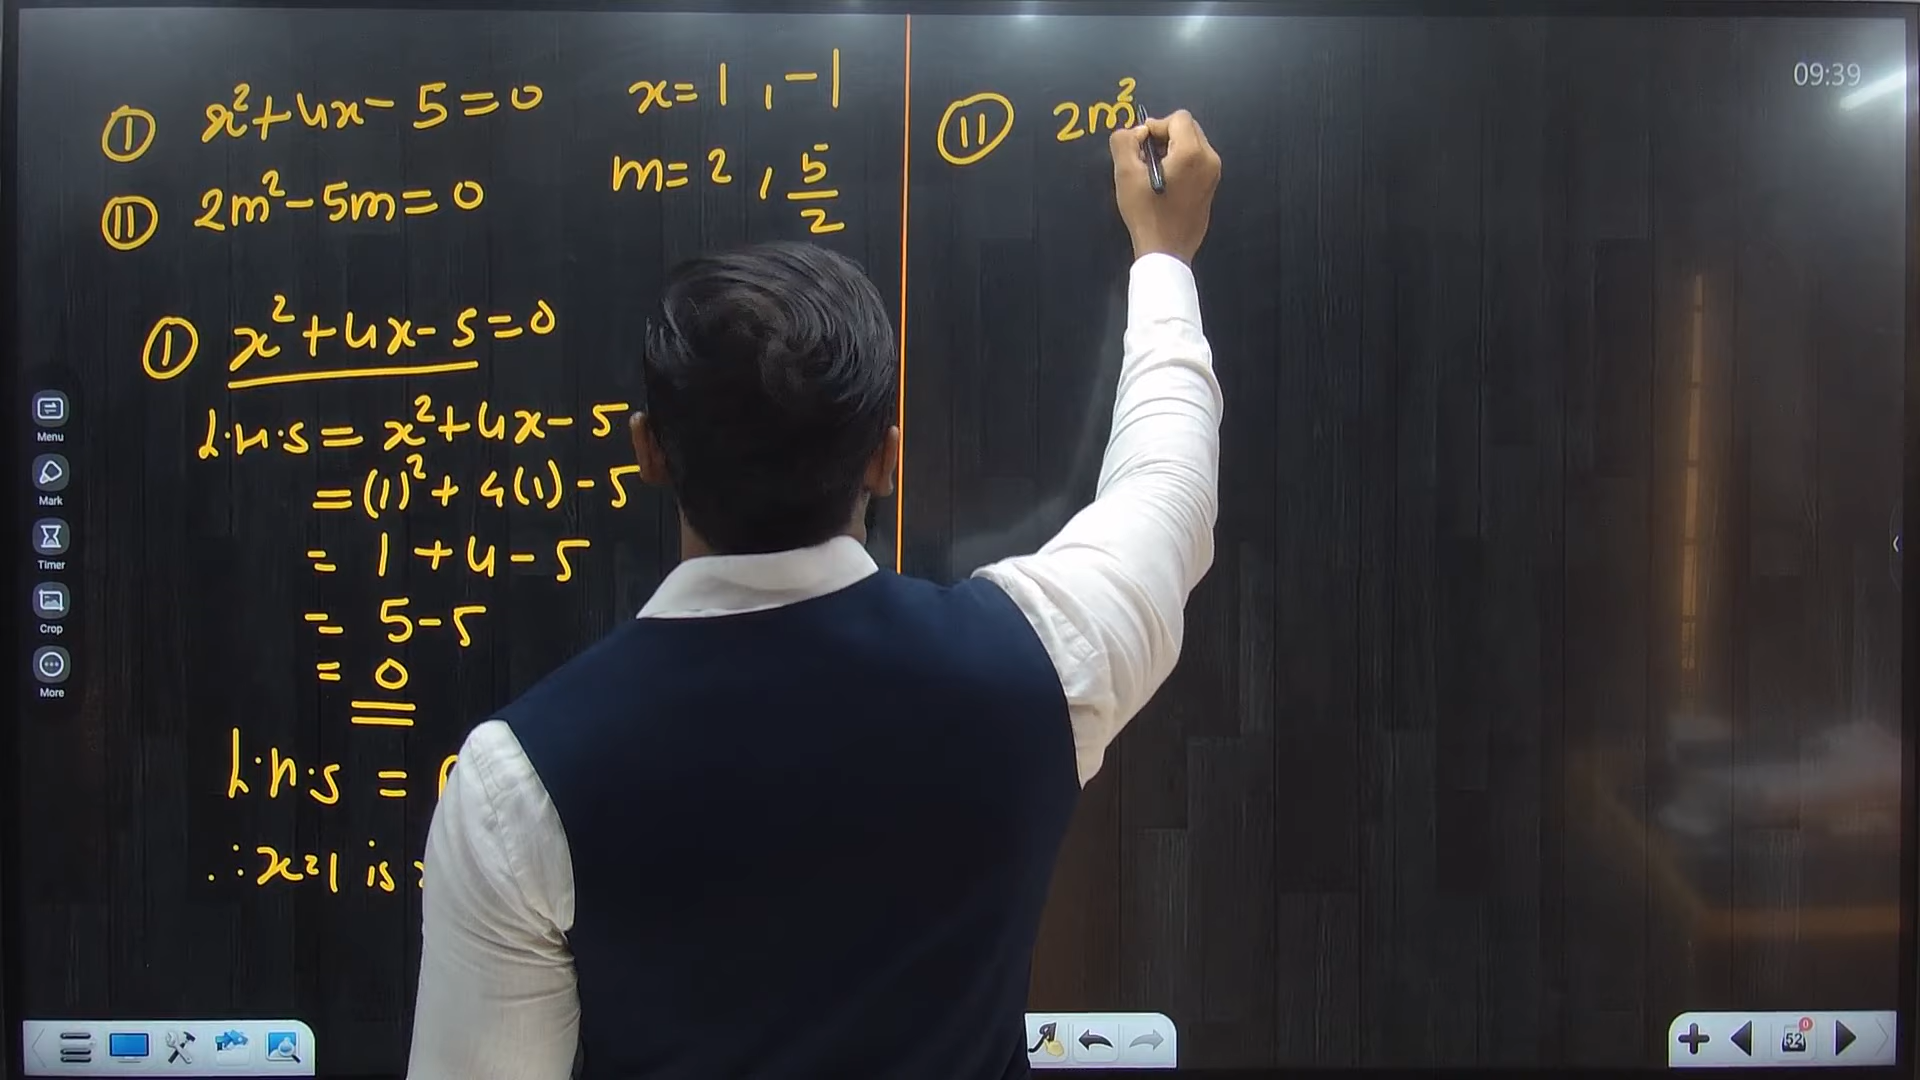 ① x²+4x-5=0 x=1, -1
② 2m²-5m=0 m=2, 5/2
① x²+4x-5=0
L.H.S = x²+4x-5
=(1)²+4(1)-5
= 1+4-5
= 5-5
= 0
L.H.S =
∴x=1 is
⑪ 2m²
09:39
Menu
Mark
Timer
Crop
More
52
0